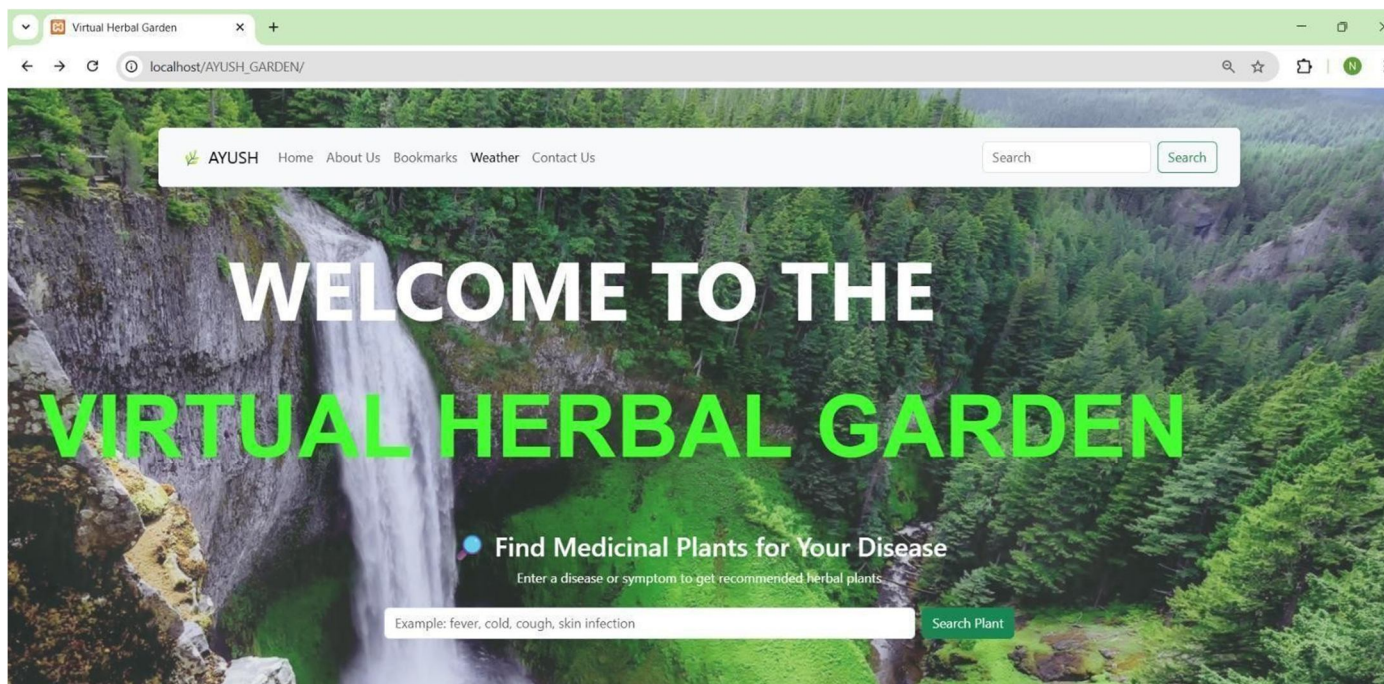 Virtual Herbal Garden
localhost/AYUSH_GARDEN/
N
AYUSH Home About Us Bookmarks Weather Contact Us Search Search
WELCOME TO THE
VIRTUAL HERBAL GARDEN
Find Medicinal Plants for Your Disease
Enter a disease or symptom to get recommended herbal plants
Example: fever, cold, cough, skin infection Search Plant